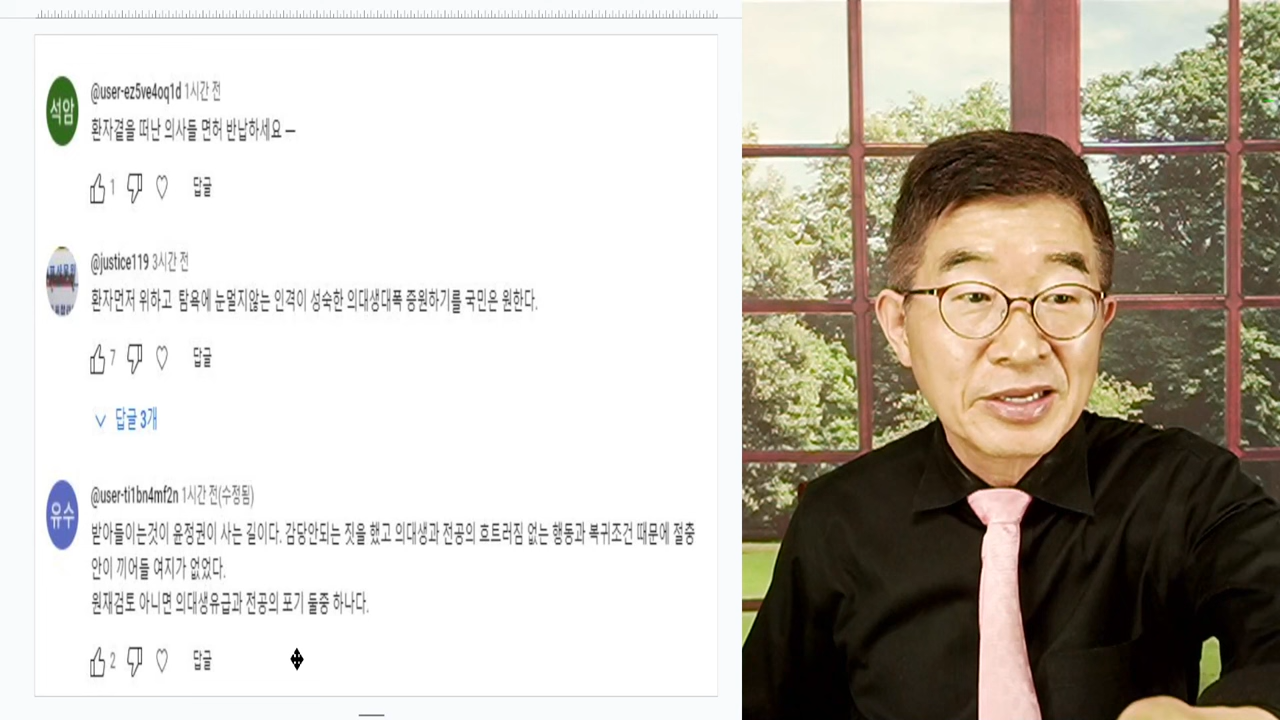 석암
@user-ez5ve4oq1d 1시간 전
환자곁을 떠난 의사들 면허 반납하세요 ㅡ
1 답글
@justice119 3시간 전
환자먼저 위하고 탐욕에 눈멀지않는 인격이 성숙한 의대생대폭 증원하기를 국민은 원한다.
7 답글
답글 3개
유수
@user-ti1bn4mf2n 1시간 전(수정됨)
받아들이는것이 윤정권이 사는 길이다. 감당안되는 짓을 했고 의대생과 전공의 흐트러짐 없는 행동과 복귀조건 때문에 절충
안이 끼어들 여지가 없었다.
원재검토 아니면 의대생유급과 전공의 포기 둘중 하나다.
2 답글